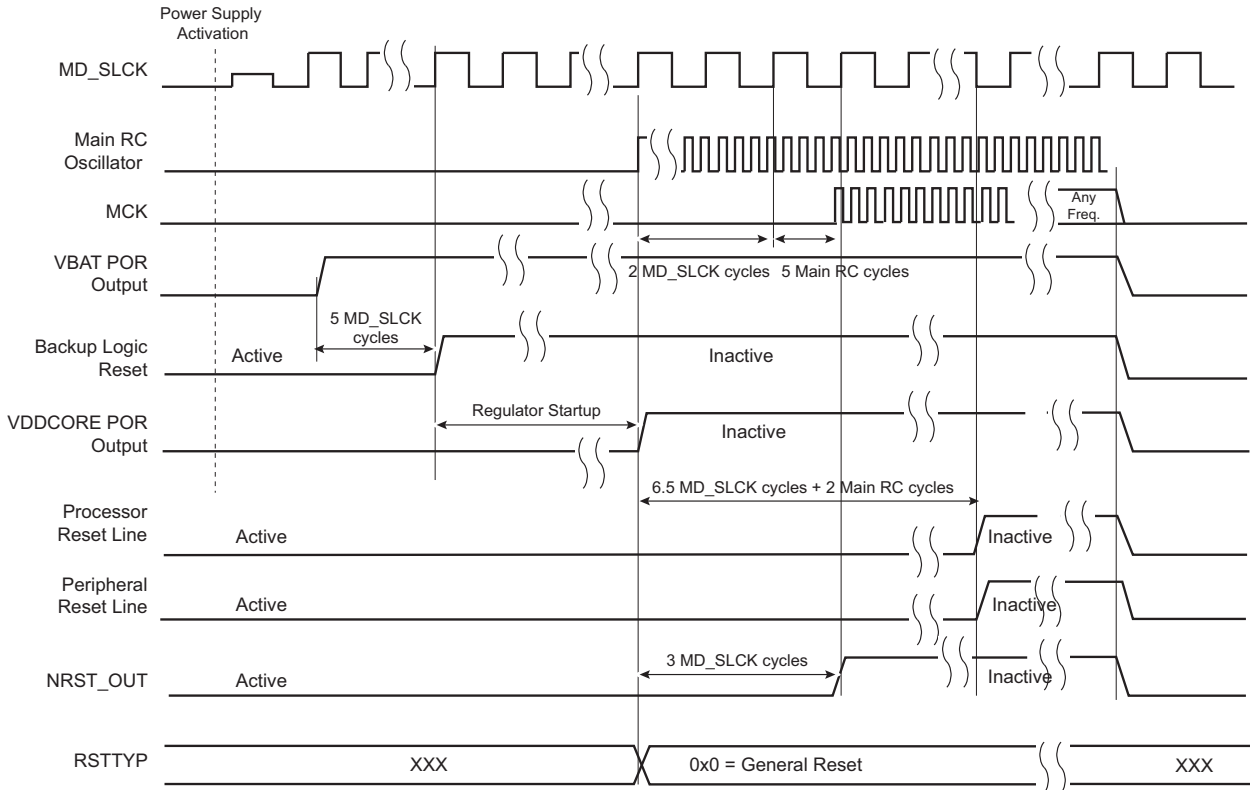 Power Supply
Activation
MD_SLCK
Main RC
Oscillator
MCK
Any
Freq.
2 MD_SLCK cycles
5 Main RC cycles
VBAT POR
Output
5 MD_SLCK
cycles
Backup Logic
Reset
Active
Inactive
Regulator Startup
VDDCORE POR
Output
Inactive
6.5 MD_SLCK cycles + 2 Main RC cycles
Processor
Reset Line
Active
Inactive
Peripheral
Reset Line
Active
Inactive
3 MD_SLCK cycles
NRST_OUT
Active
Inactive
RSTTYP
XXX
0x0 = General Reset
XXX